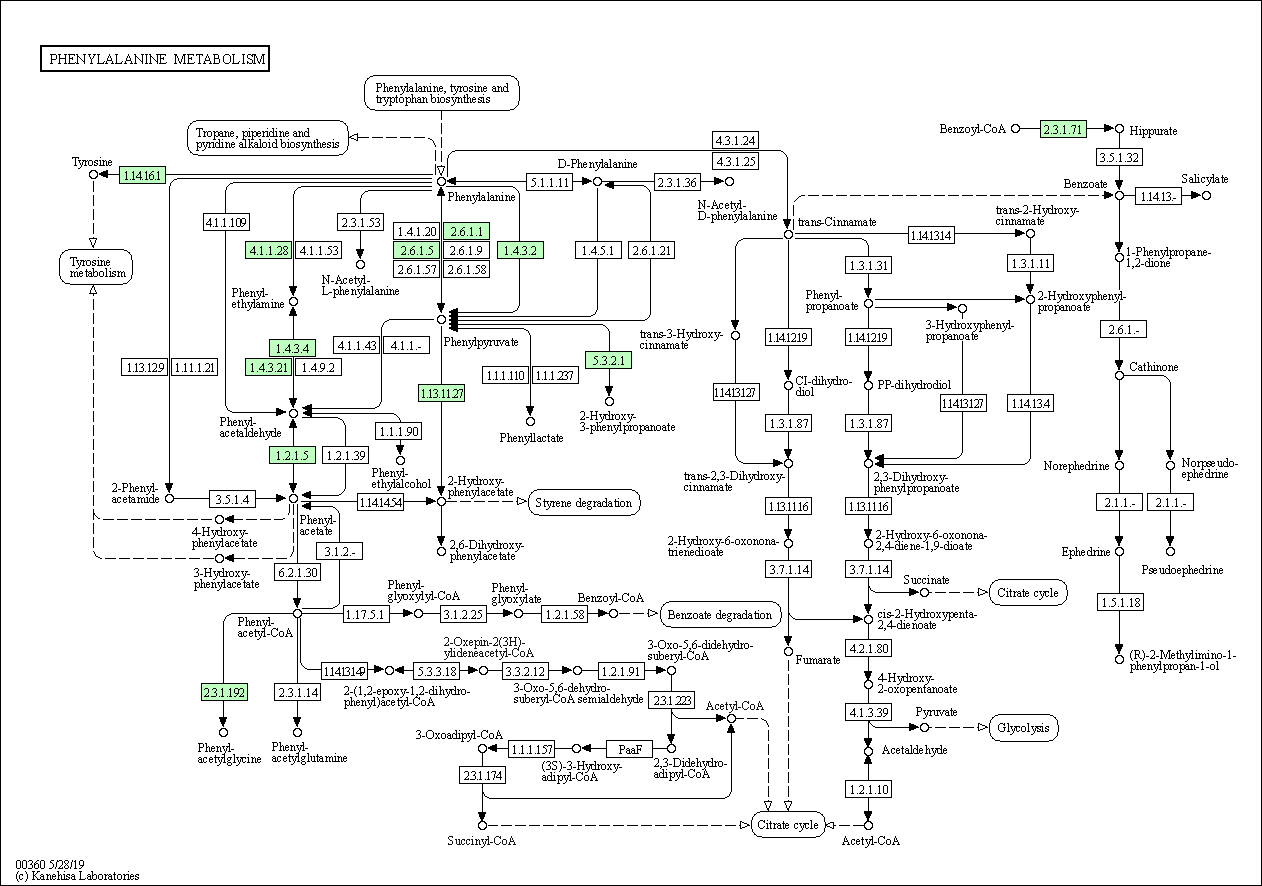 PHENYLALANINE METABOLISM
Phenylalanine, tyrosine and
tryptophan biosynthesis
Tropane, piperidine and
pyridine alkaloid biosynthesis
Benzoyl-CoA
2.3.1.71
Hippurate
4.3.1.24
4.3.1.25
3.5.1.32
Tyrosine
1.14.16.1
D-Phenylalanine
5.1.1.11
2.3.1.36
Phenylalanine
N-Acetyl-
D-phenylalanine
Benzoate
1.14.13.-
Salicylate
4.1.1.109
2.3.1.53
1.4.1.20
2.6.1.1
trans-Cinnamate
trans-2-Hydroxy-
cinnamate
1.14.13.14
4.1.1.28
4.1.1.53
2.6.1.5
2.6.1.9
1.4.3.2
1.4.5.1
2.6.1.21
2.6.1.57
2.6.1.58
1.3.1.31
1.3.1.11
1-Phenylpropane-
1,2-dione
Tyrosine
metabolism
N-Acetyl-
L-phenylalanine
Phenyl-
ethylamine
Phenyl-
propanoate
2-Hydroxyphenyl-
propanoate
3-Hydroxyphenyl-
propanoate
trans-3-Hydroxy-
cinnamate
1.14.12.19
1.14.12.19
2.6.1.-
1.4.3.4
4.1.1.43
4.1.1.-
Phenylpyruvate
5.3.2.1
1.13.12.9
1.11.1.21
1.4.3.21
1.4.9.2
1.1.1.110
1.1.1.237
Cathinone
CI-dihydro-
diol
PP-dihydrodiol
1.13.11.27
1.14.13.127
1.14.13.127
1.14.13.4
Phenyl-
acetaldehyde
1.1.1.90
Phenyllactate
2-Hydroxy-
3-phenylpropanoate
1.3.1.87
1.3.1.87
1.2.1.5
1.2.1.39
Phenyl-
ethylalcohol
trans-2,3-Dihydroxy-
cinnamate
2,3-Dihydroxy-
phenylpropanoate
Norephedrine
Norpseudo-
ephedrine
2-Phenyl-
acetamide
3.5.1.4
1.14.14.54
2-Hydroxy-
phenylacetate
Styrene degradation
1.13.11.16
1.13.11.16
2.1.1.-
2.1.1.-
4-Hydroxy-
phenylacetate
Phenyl-
acetate
2,6-Dihydroxy-
phenylacetate
2-Hydroxy-6-oxonona-
trienedioate
2-Hydroxy-6-oxonona-
2,4-diene-1,9-dioate
Ephedrine
Pseudoephedrine
3-Hydroxy-
phenylacetate
3.1.2.-
6.2.1.30
3.7.1.14
3.7.1.14
Succinate
Citrate cycle
Phenyl-
acetyl-CoA
1.17.5.1
Phenyl-
glyoxylyl-CoA
3.1.2.25
Phenyl-
glyoxylate
1.2.1.58
Benzoyl-CoA
Benzoate degradation
cis-2-Hydroxypenta-
2,4-dienoate
1.5.1.18
4.2.1.80
Fumarate
(R)-2-Methylimino-1-
phenylpropan-1-ol
1.14.13.149
2-Oxepin-2(3H)-
ylideneacetyl-CoA
5.3.3.18
3.3.2.12
1.2.1.91
3-Oxo-5,6-didehydro-
suberyl-CoA
2-(1,2-epoxy-1,2-dihydro-
phenyl)acetyl-CoA
3-Oxo-5,6-dehydro-
suberyl-CoA semialdehyde
4-Hydroxy-
2-oxopentanoate
2.3.1.192
2.3.1.14
2.3.1.223
Acetyl-CoA
4.1.3.39
Pyruvate
Glycolysis
Phenyl-
acetylglycine
Phenyl-
acetylglutamine
3-Oxoadipyl-CoA
1.1.1.157
PaaF
(3S)-3-Hydroxy-
adipyl-CoA
2,3-Didehydro-
adipyl-CoA
Acetaldehyde
2.3.1.174
1.2.1.10
Succinyl-CoA
Citrate cycle
Acetyl-CoA
00360 5/28/19
(c) Kanehisa Laboratories